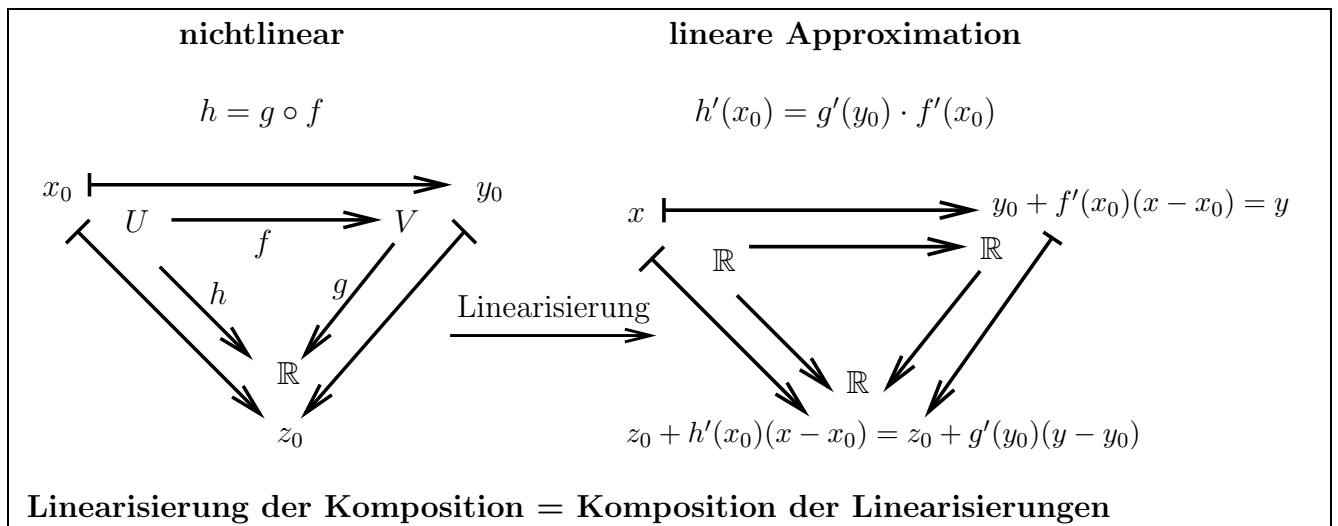 nichtlinear
lineare Approximation
h = g ∘ f
h′(x₀) = g′(y₀) · f′(x₀)
x₀
y₀
U
V
f
h
g
ℝ
z₀
Linearisierung
x
y₀ + f′(x₀)(x − x₀) = y
ℝ
ℝ
ℝ
z₀ + h′(x₀)(x − x₀) = z₀ + g′(y₀)(y − y₀)
Linearisierung der Komposition = Komposition der Linearisierungen